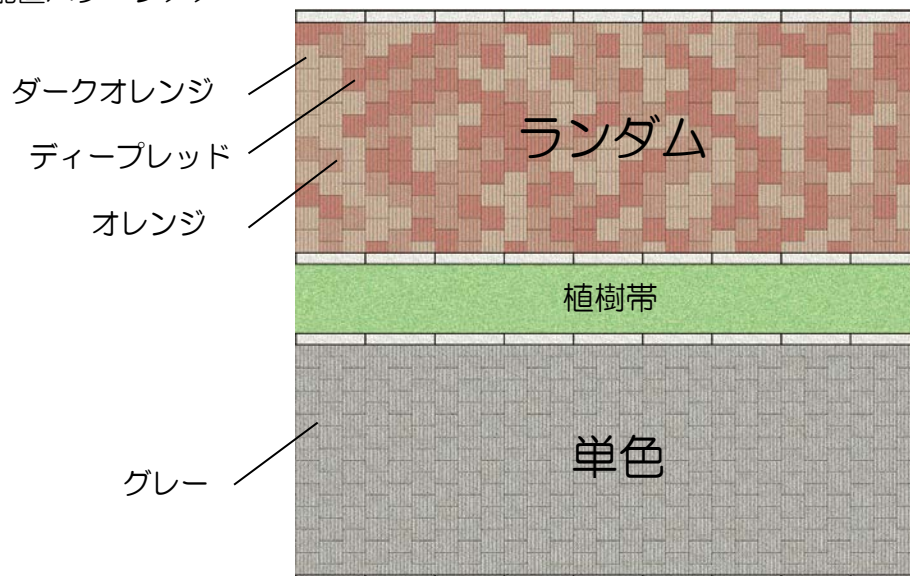 ダークオレンジ
ディープレッド
オレンジ
ランダム
植樹帯
単色
グレー